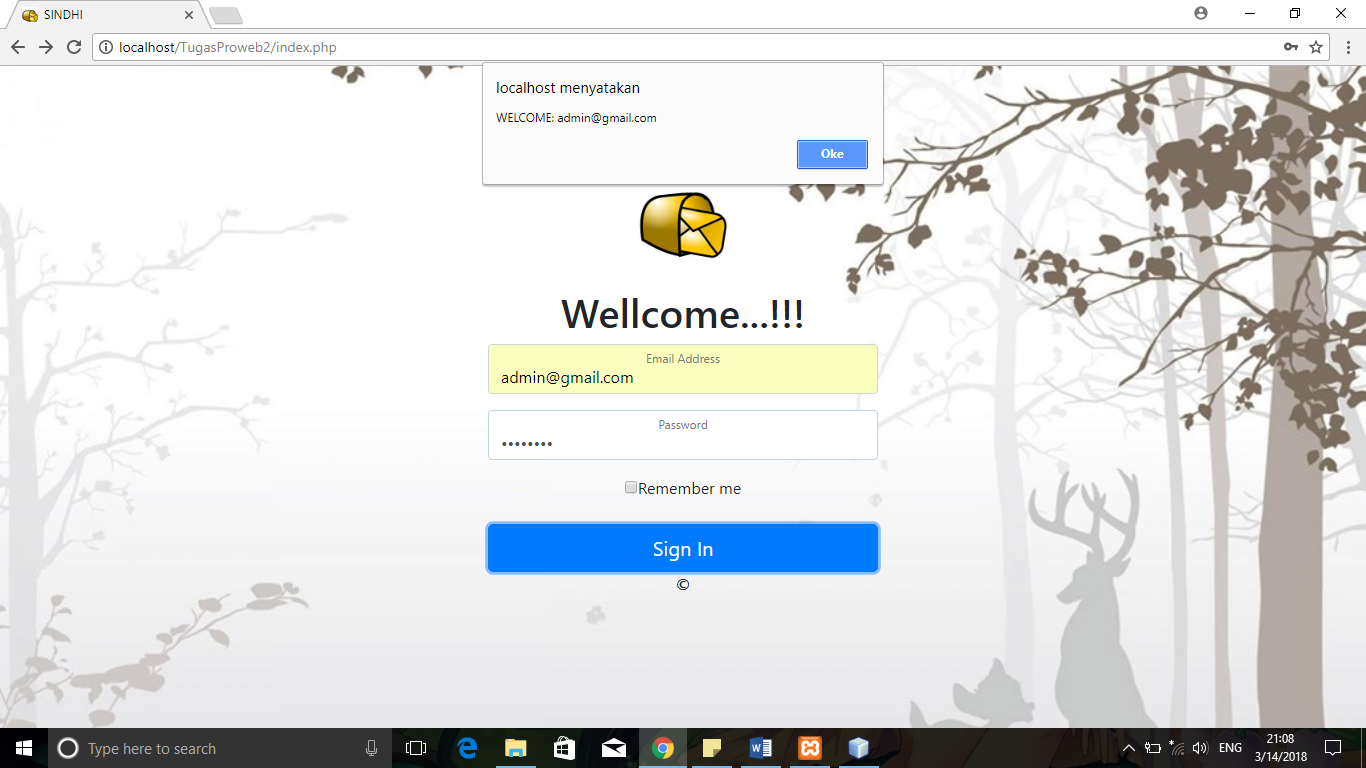 SINDHI
localhost/TugasProweb2/index.php
localhost menyatakan
WELCOME: admin@gmail.com
Oke
Wellcome...!!!
Email Address
admin@gmail.com
Password
••••••••
Remember me
Sign In
©
Type here to search
ENG
21:08
3/14/2018